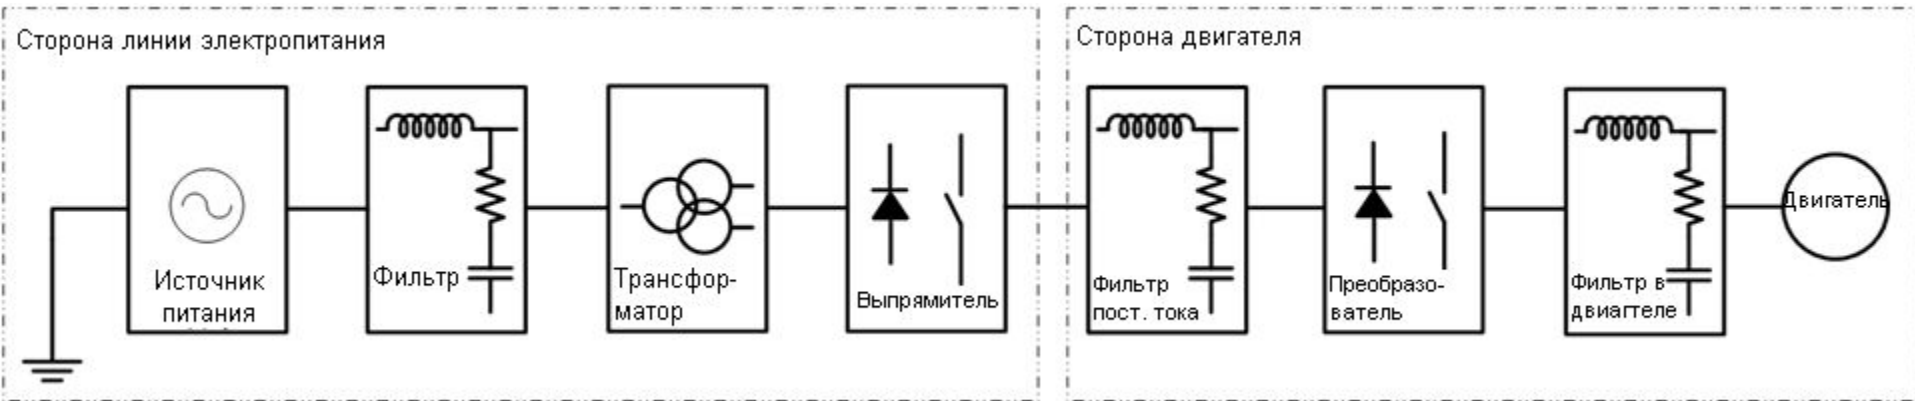 Сторона линии электропитания
Сторона двигателя
Источник
питания
Фильтр
Трансфор-
матор
Выпрямитель
Фильтр
пост. тока
Преобразо-
ватель
Фильтр в
двиагтеле
Двигатель